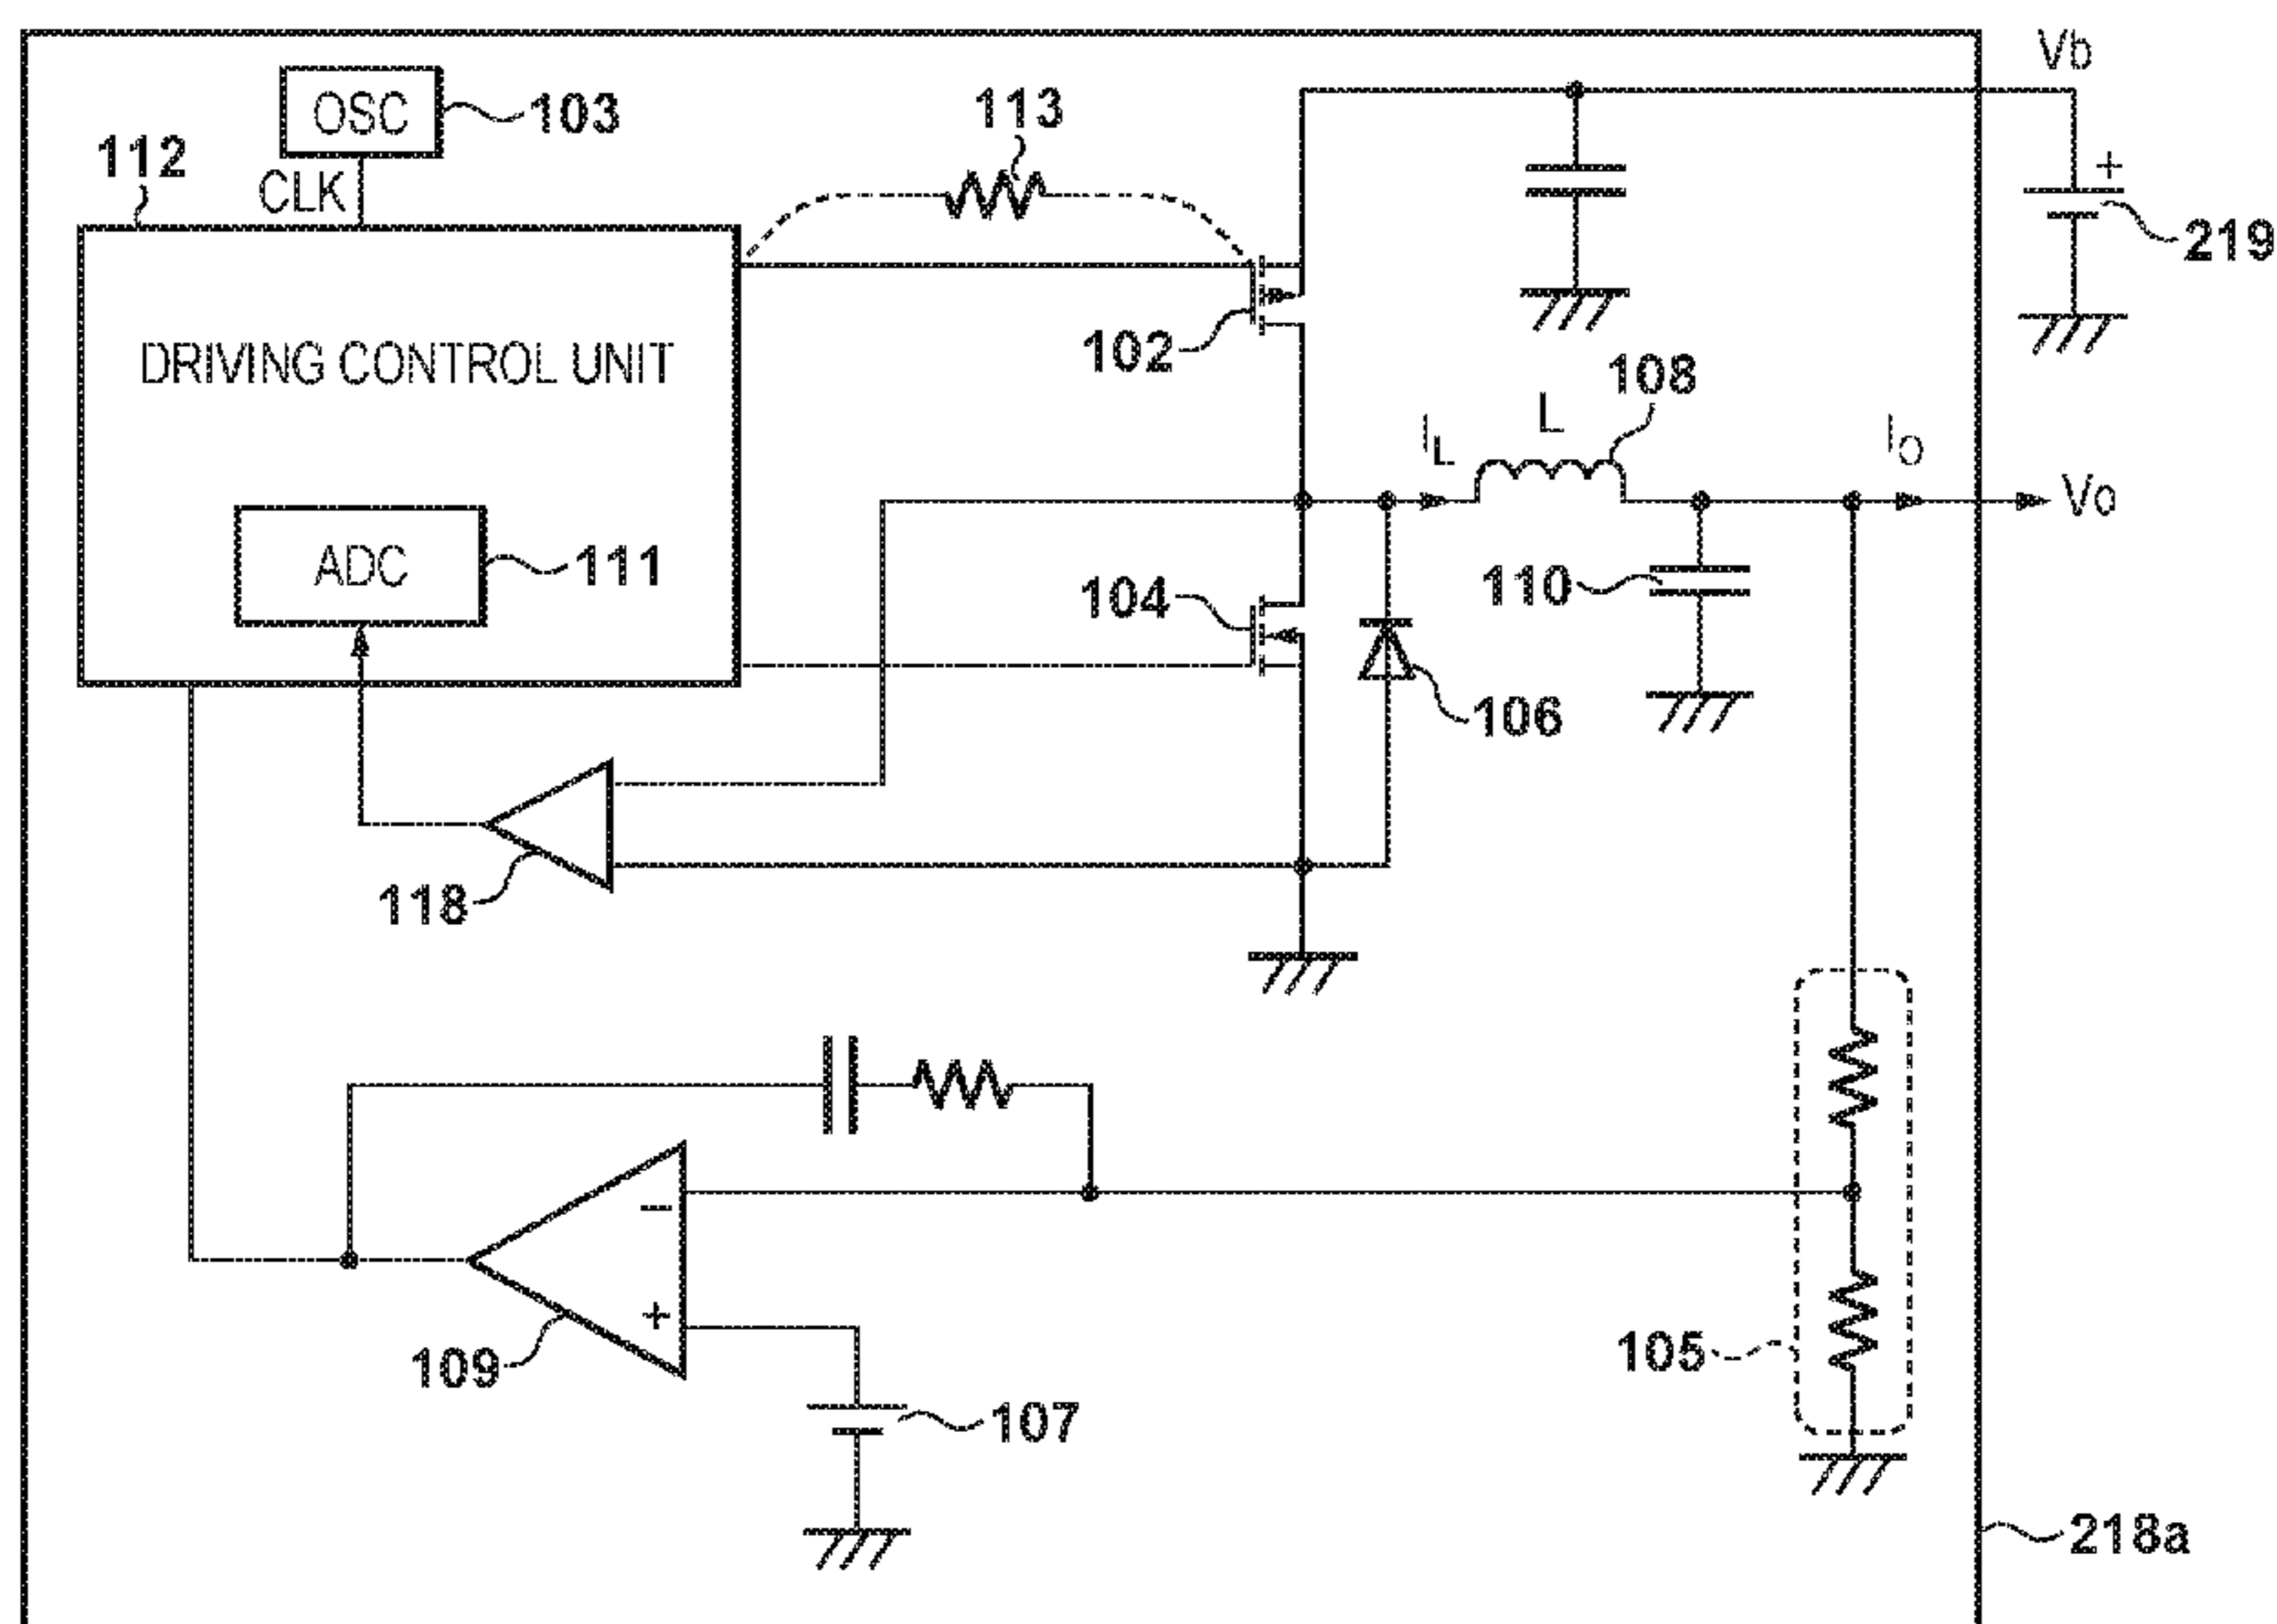 Vb
OSC
103
113
112
CLK
+
219
DRIVING CONTROL UNIT
102
108
L
IL
IO
Vo
ADC
111
104
110
106
118
−
+
109
105
107
218a